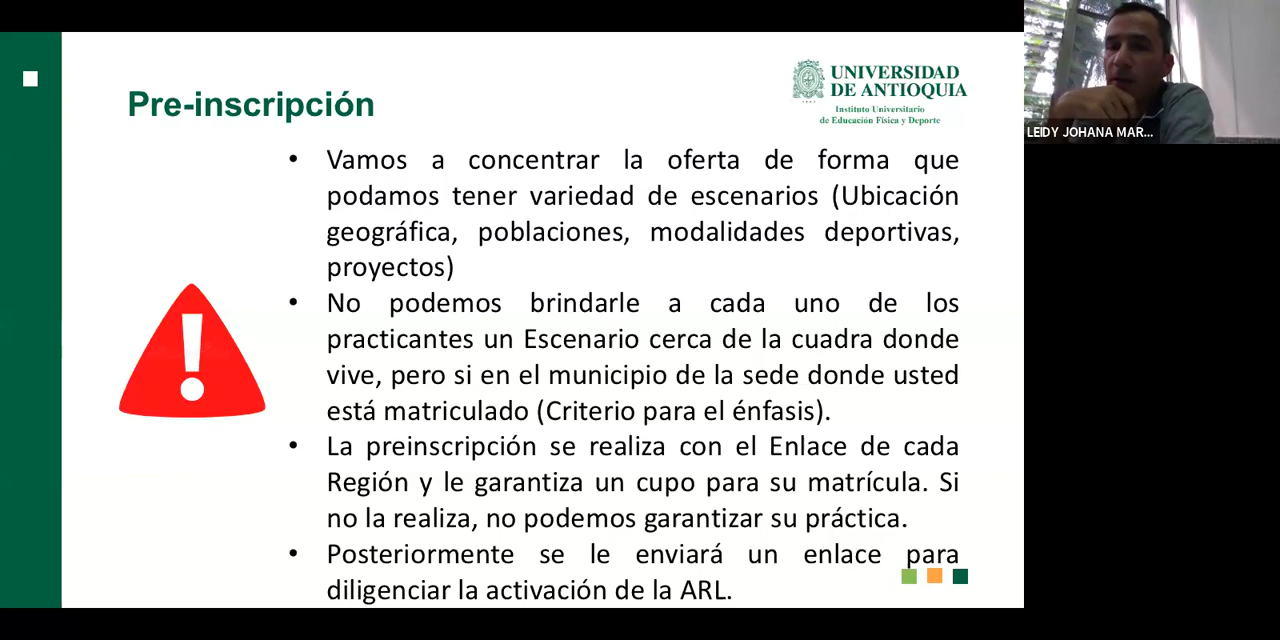 Pre-inscripción
UNIVERSIDAD
DE ANTIOQUIA
Instituto Universitario
de Educación Física y Deporte
LEIDY JOHANA MAR...
• Vamos a concentrar la oferta de forma que
podamos tener variedad de escenarios (Ubicación
geográfica, poblaciones, modalidades deportivas,
proyectos)
• No podemos brindarle a cada uno de los
practicantes un Escenario cerca de la cuadra donde
vive, pero si en el municipio de la sede donde usted
está matriculado (Criterio para el énfasis).
• La preinscripción se realiza con el Enlace de cada
Región y le garantiza un cupo para su matrícula. Si
no la realiza, no podemos garantizar su práctica.
• Posteriormente se le enviará un enlace para
diligenciar la activación de la ARL.